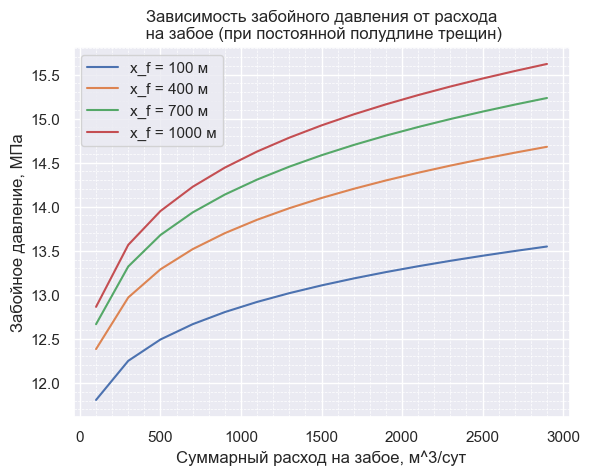 Зависимость забойного давления от расхода
на забое (при постоянной полудлине трещин)
x_f = 100 м
x_f = 400 м
x_f = 700 м
x_f = 1000 м
Забойное давление, МПа
15.5
15.0
14.5
14.0
13.5
13.0
12.5
12.0
0
500
1000
1500
2000
2500
3000
Суммарный расход на забое, м^3/сут